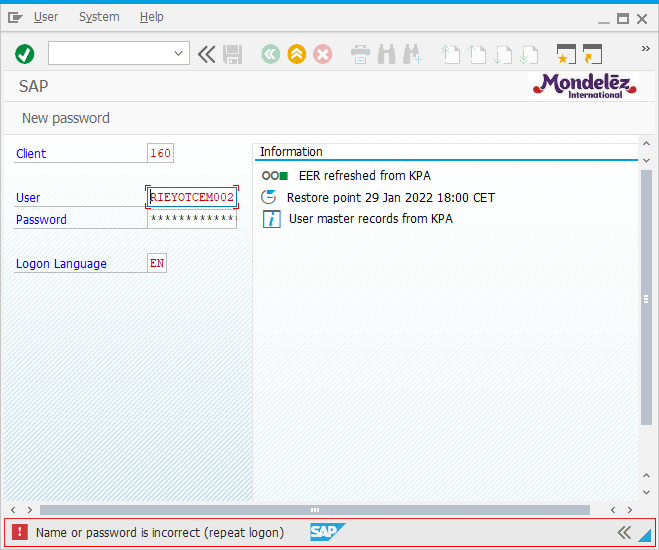 User System Help
»
SAP
Mondelēz
International
New password
Client 160
User RIEYOTCEM002
Password ************
Logon Language EN
Information
EER refreshed from KPA
Restore point 29 Jan 2022 18:00 CET
User master records from KPA
Name or password is incorrect (repeat logon) SAP